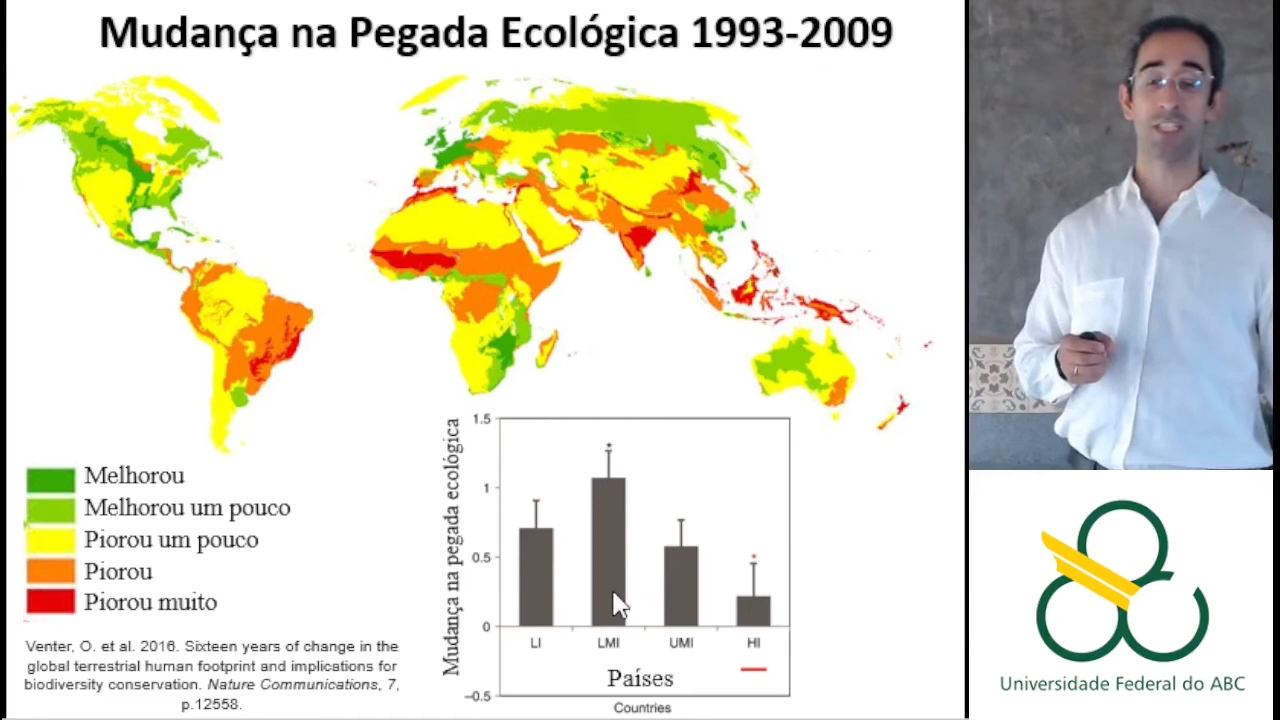 Mudança na Pegada Ecológica 1993-2009
Melhorou
Melhorou um pouco
Piorou um pouco
Piorou
Piorou muito
Venter, O. et al. 2016. Sixteen years of change in the
global terrestrial human footprint and implications for
biodiversity conservation. Nature Communications, 7,
p.12558.
Mudança na pegada ecológica
1.5
1
0.5
0
–0.5
* *
LI LMI UMI HI
Países
Countries
Universidade Federal do ABC